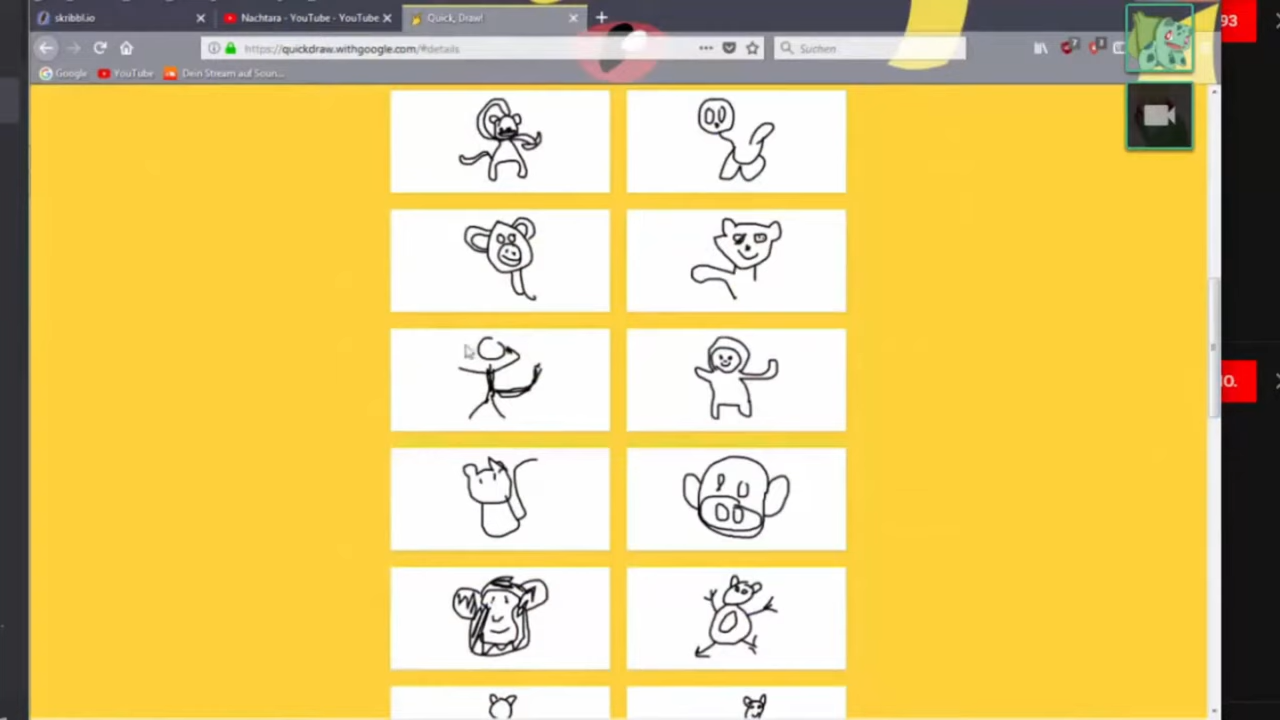 skribbl.io
Nachtara - YouTube - YouTube
Quick, Draw!
93
https://quickdraw.withgoogle.com/#details
Suchen
Google
YouTube
Dein Stream auf Soun...